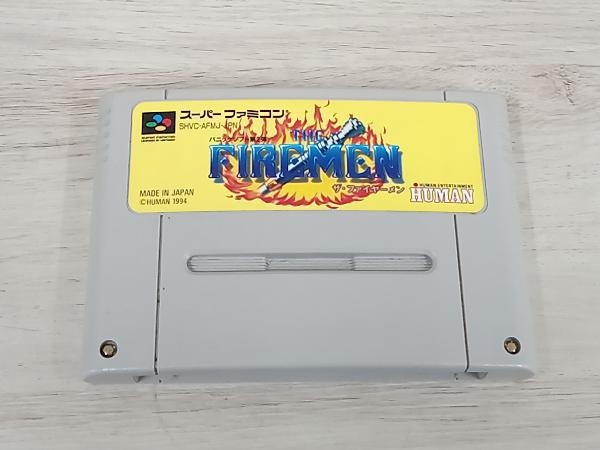 スーパーファミコン
SHVC-AFMJ-JPN
THE
FIREMEN
ザ・ファイヤーメン
MADE IN JAPAN
©HUMAN 1994
HUMAN ENTERTAINMENT
HUMAN